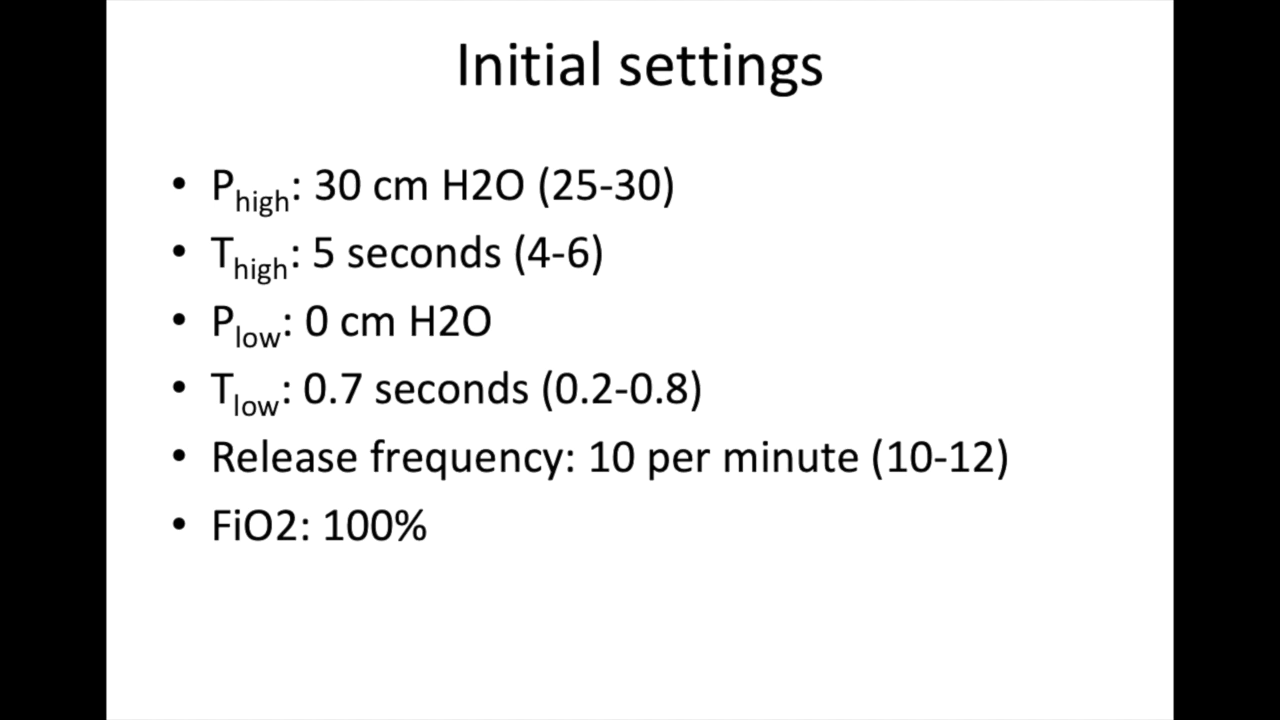 Initial settings
• Phigh: 30 cm H2O (25-30)
• Thigh: 5 seconds (4-6)
• Plow: 0 cm H2O
• Tlow: 0.7 seconds (0.2-0.8)
• Release frequency: 10 per minute (10-12)
• FiO2: 100%